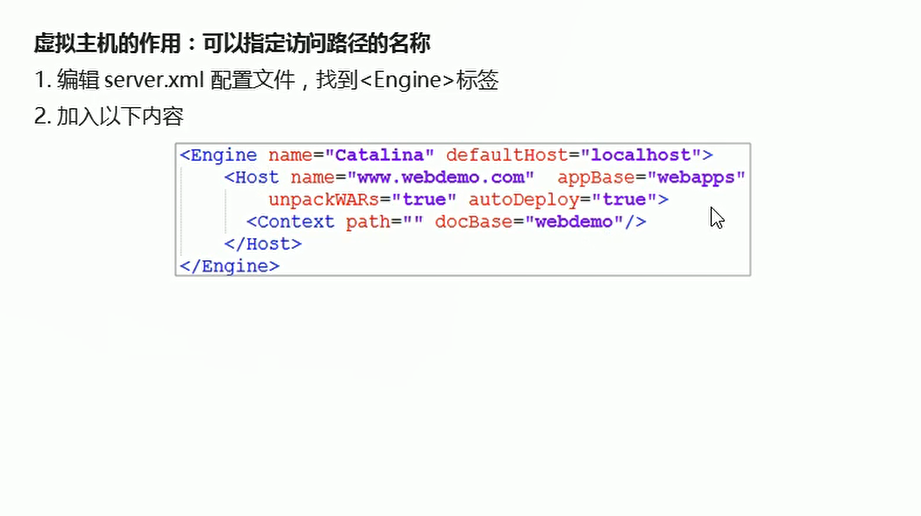 虚拟主机的作用：可以指定访问路径的名称
1. 编辑 server.xml 配置文件，找到<Engine>标签
2. 加入以下内容
<Engine name="Catalina" defaultHost="localhost">
<Host name="www.webdemo.com" appBase="webapps"
unpackWARs="true" autoDeploy="true">
<Context path="" docBase="webdemo"/>
</Host>
</Engine>